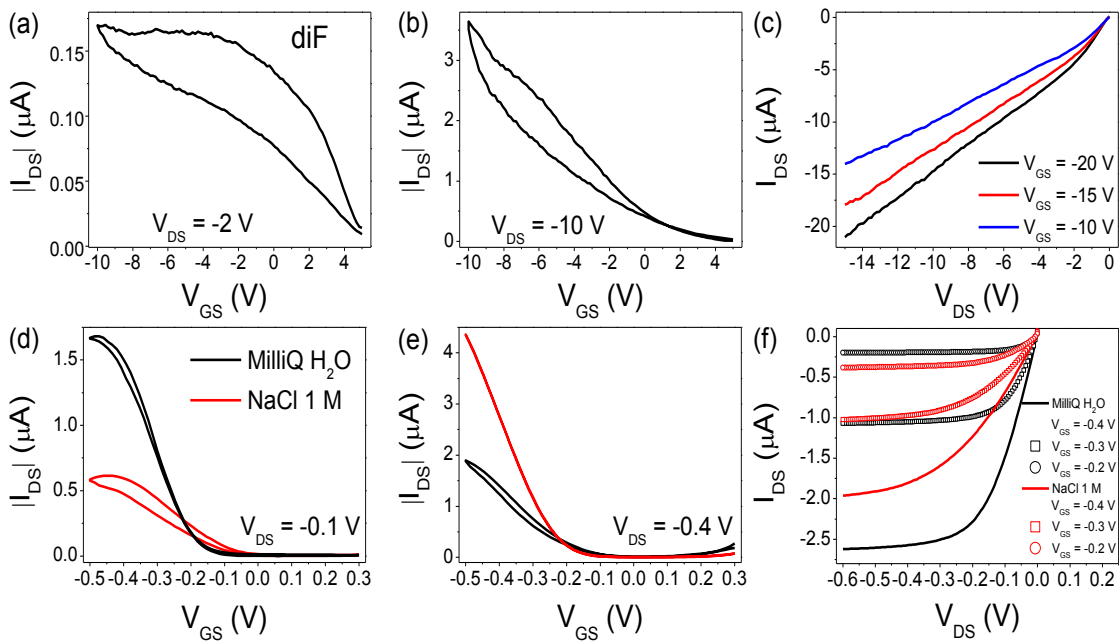 (a)
diF
0.15
0.10
0.05
0.00
|I_DS| (μA)
V_DS = -2 V
-10 -8 -6 -4 -2 0 2 4
V_GS (V)
(b)
3
2
1
0
|I_DS| (μA)
V_DS = -10 V
-10 -8 -6 -4 -2 0 2 4
V_GS (V)
(c)
0
-5
-10
-15
-20
I_DS (μA)
V_GS = -20 V
V_GS = -15 V
V_GS = -10 V
-14 -12 -10 -8 -6 -4 -2 0
V_DS (V)
(d)
1.5
1.0
0.5
0.0
|I_DS| (μA)
MilliQ H₂O
NaCl 1 M
V_DS = -0.1 V
-0.5 -0.4 -0.3 -0.2 -0.1 0.0 0.1 0.2 0.3
V_GS (V)
(e)
4
3
2
1
0
|I_DS| (μA)
V_DS = -0.4 V
-0.5 -0.4 -0.3 -0.2 -0.1 0.0 0.1 0.2 0.3
V_GS (V)
(f)
0.0
-0.5
-1.0
-1.5
-2.0
-2.5
I_DS (μA)
MilliQ H₂O
V_GS = -0.4 V
V_GS = -0.3 V
V_GS = -0.2 V
NaCl 1 M
V_GS = -0.4 V
V_GS = -0.3 V
V_GS = -0.2 V
-0.6 -0.5 -0.4 -0.3 -0.2 -0.1 0.0 0.1 0.2
V_DS (V)